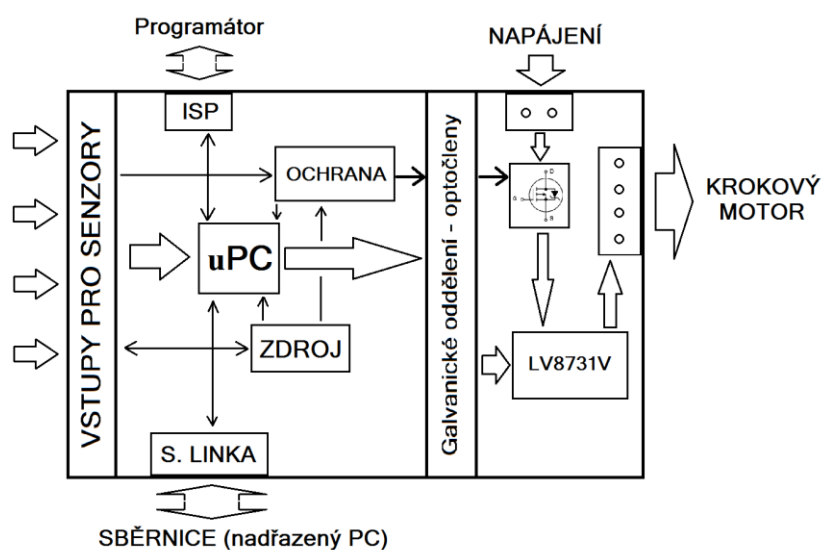 Programátor
NAPÁJENÍ
ISP
VSTUPY PRO SENZORY
OCHRANA
Galvanické oddělení - optočleny
D
G
KROKOVÝ
MOTOR
uPC
ZDROJ
LV8731V
S. LINKA
SBĚRNICE (nadřazený PC)